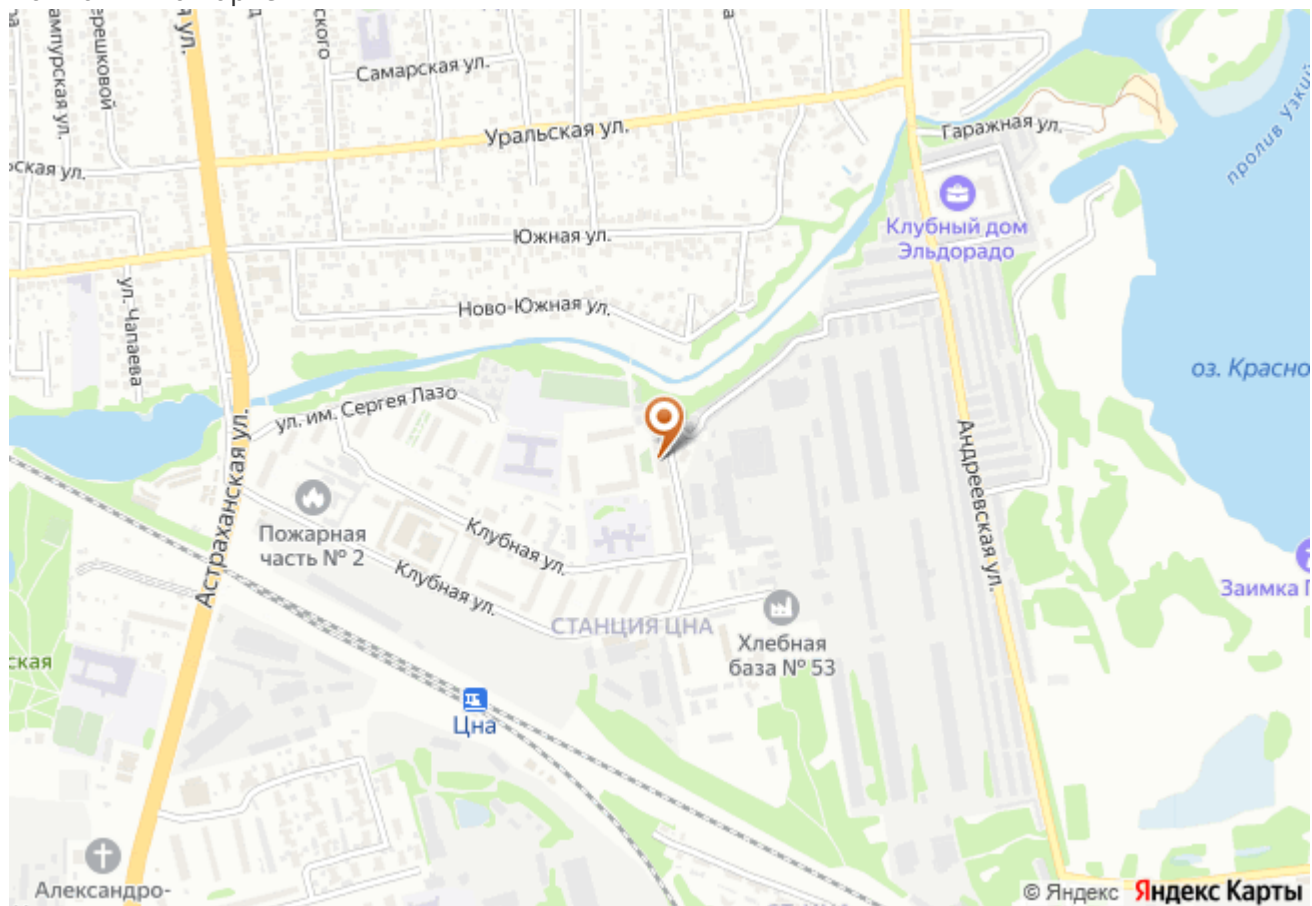 Самарская ул.
Уральская ул.
Гаражная ул.
пролив Узкий
Клубный дом
Эльдорадо
Южная ул.
Ново-Южная ул.
ул. Чапаева
оз. Красно
ул. им. Сергея Лазо
Астраханская ул.
Андреевская ул.
Пожарная
часть № 2
Клубная ул.
Клубная ул.
СТАНЦИЯ ЦНА
Хлебная
база № 53
Заимка
ская
Цна
Александро-
© Яндекс Яндекс Карты